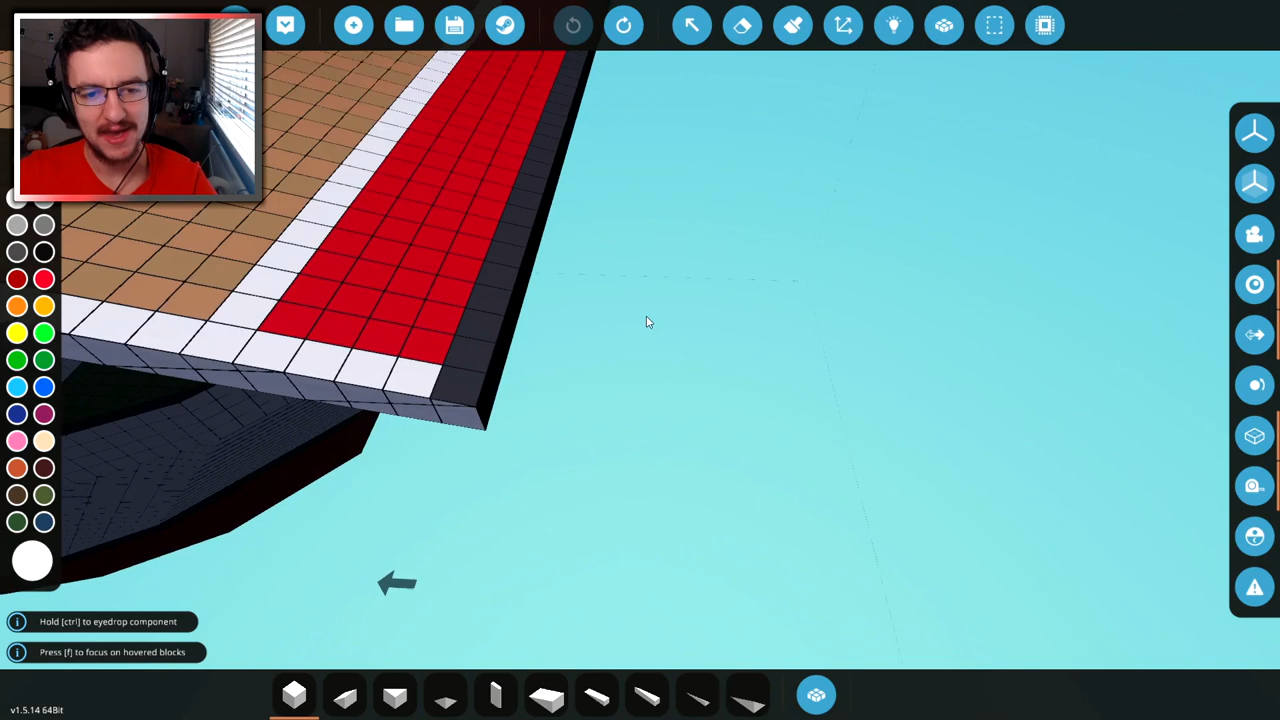 Hold [ctrl] to eyedrop component
Press [f] to focus on hovered blocks
v1.5.14 64Bit